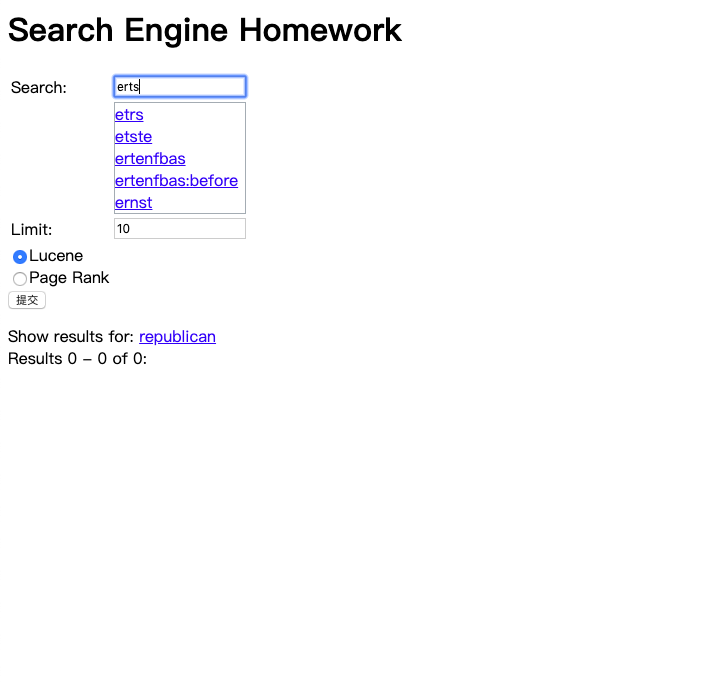 Search Engine Homework
Search: erts
etrs
etste
ertenfbas
ertenfbas:before
ernst
Limit: 10
Lucene
Page Rank
提交
Show results for: republican
Results 0 – 0 of 0: